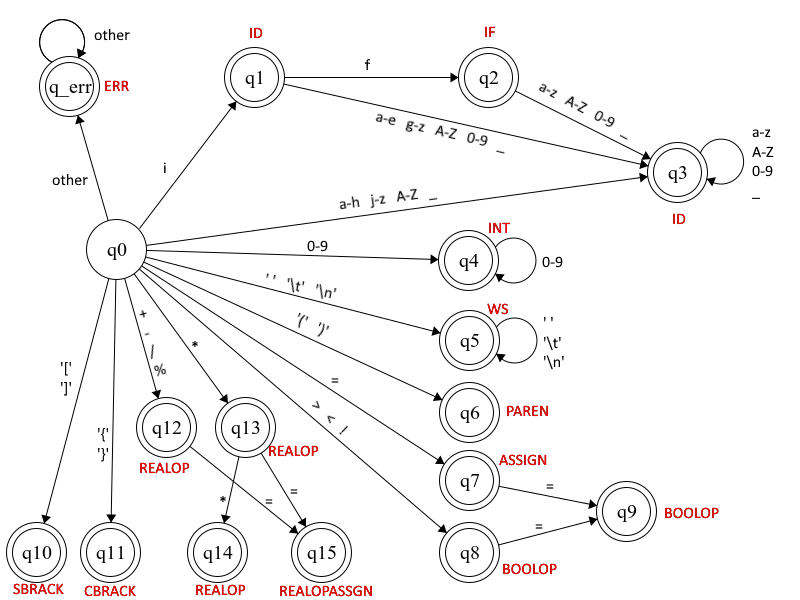 other
q_err ERR
ID
q1
f
IF
q2
a-z A-Z 0-9 _
a-e g-z A-Z 0-9 _
i
other
q3
ID
a-z
A-Z
0-9
_
a-h j-z A-Z _
q0
0-9
INT
q4
0-9
' ' '\t' '\n'
WS
q5
' '
'\t'
'\n'
'(' ')'
q6
PAREN
=
q7
ASSIGN
=
> < !
q8
BOOLOP
=
q9
BOOLOP
+
-
/
%
*
'['
']'
'{'
'}'
q12
REALOP
q13
REALOP
*
=
=
q10
SBRACK
q11
CBRACK
q14
REALOP
q15
REALOPASSGN